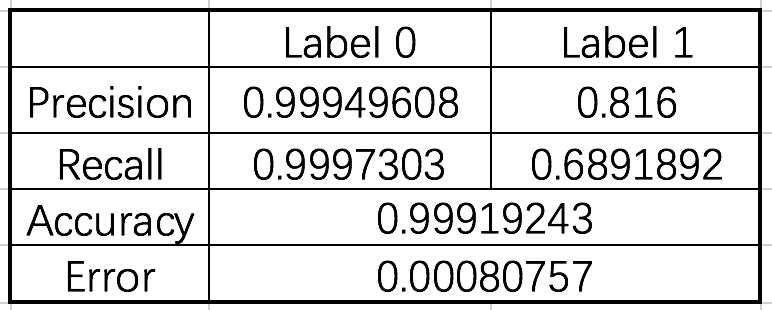 Label 0 Label 1
Precision 0.99949608 0.816
Recall 0.9997303 0.6891892
Accuracy 0.99919243
Error 0.00080757